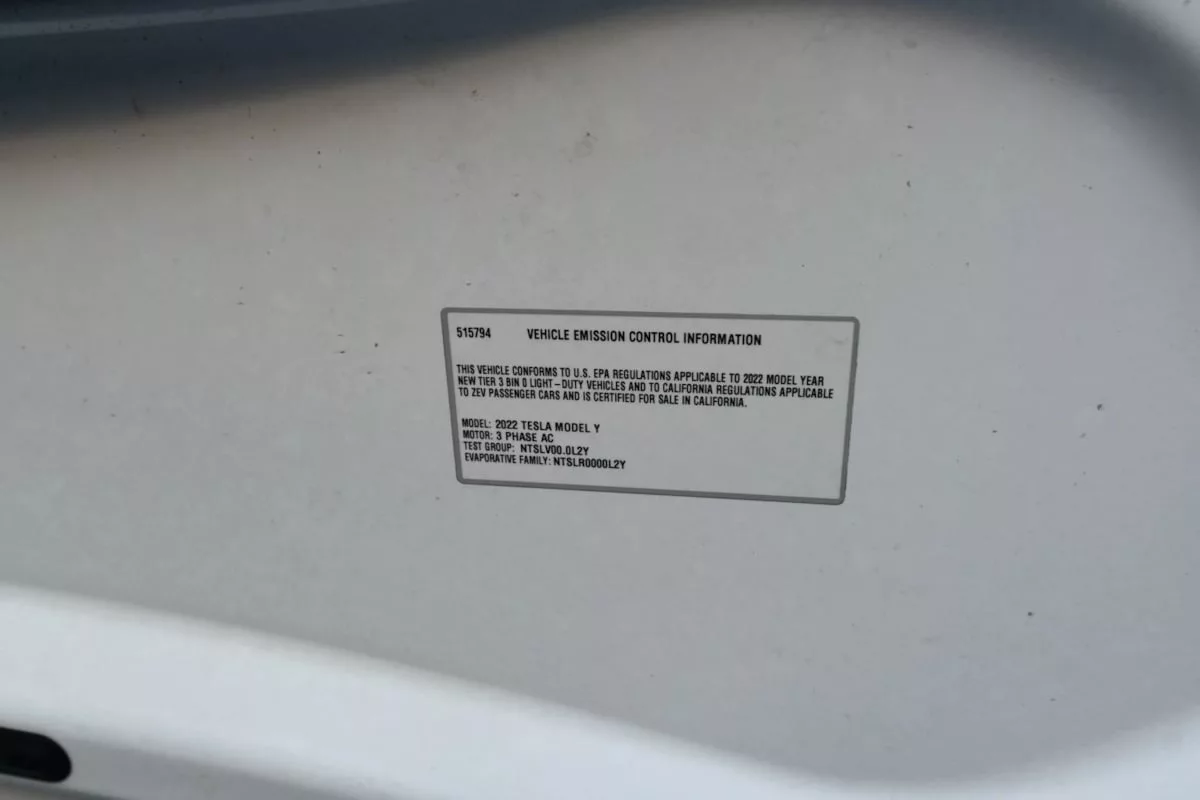 515794 VEHICLE EMISSION CONTROL INFORMATION
THIS VEHICLE CONFORMS TO U.S. EPA REGULATIONS APPLICABLE TO 2022 MODEL YEAR
NEW TIER 3 BIN 0 LIGHT-DUTY VEHICLES AND TO CALIFORNIA REGULATIONS APPLICABLE
TO ZEV PASSENGER CARS AND IS CERTIFIED FOR SALE IN CALIFORNIA.
MODEL: 2022 TESLA MODEL Y
MOTOR: 3 PHASE AC
TEST GROUP: NTSLV00.0L2Y
EVAPORATIVE FAMILY: NTSLR0000L2Y